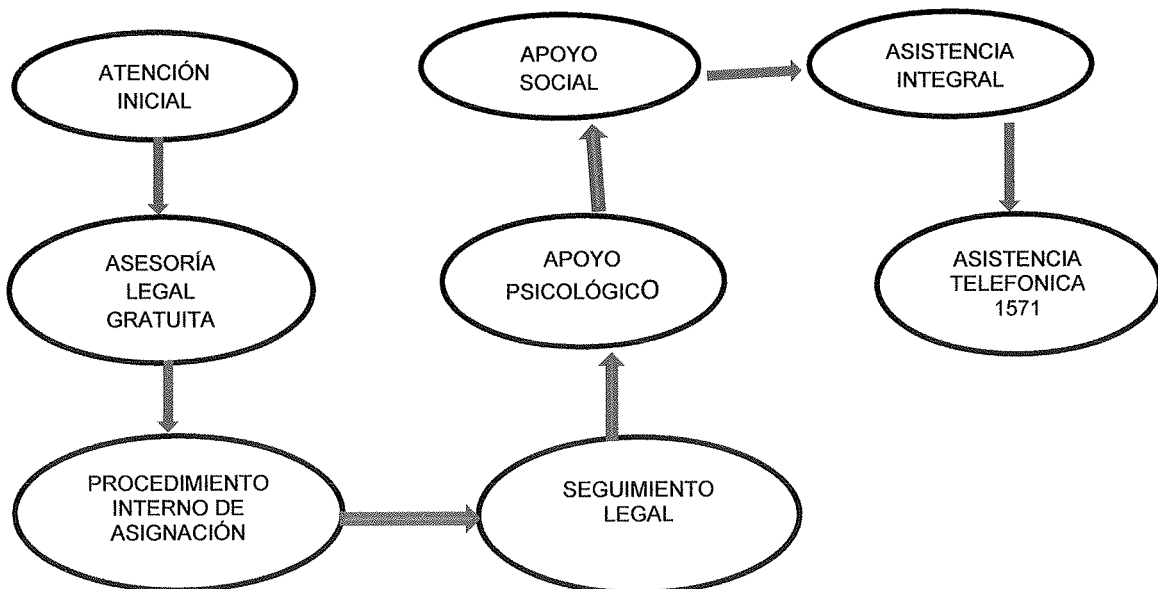 ATENCIÓN
INICIAL
ASESORÍA
LEGAL
GRATUITA
PROCEDIMIENTO
INTERNO DE
ASIGNACIÓN
SEGUIMIENTO
LEGAL
APOYO
PSICOLÓGICO
APOYO
SOCIAL
ASISTENCIA
INTEGRAL
ASISTENCIA
TELEFONICA
1571